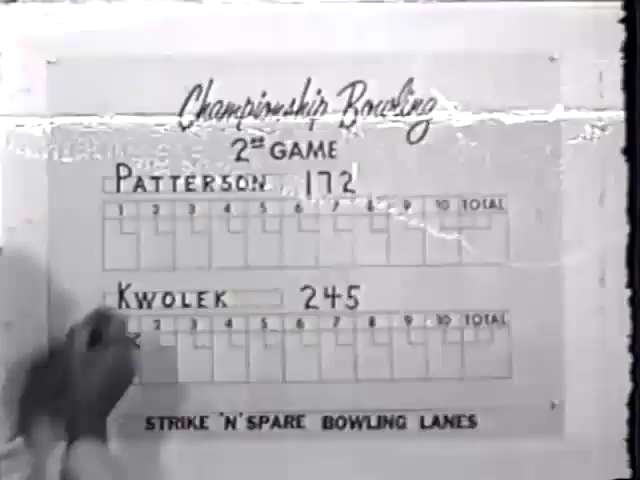 Championship Bowling
2nd GAME
PATTERSON 172
1 2 3 4 5 6 7 8 9 10 TOTAL
KWOLEK 245
2 3 4 5 6 7 8 9 10 TOTAL
STRIKE 'N' SPARE BOWLING LANES